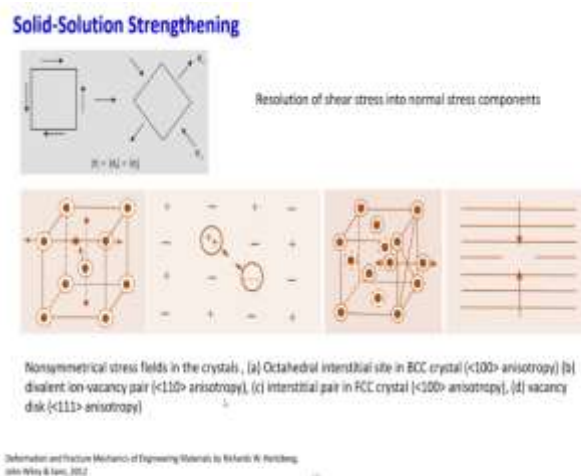 Solid-Solution Strengthening
Resolution of shear stress into normal stress components
Nonsymmetrical stress fields in the crystals , (a) Octahedral interstitial site in BCC crystal (<100> anisotropy) (b)
divalent ion-vacancy pair (<110> anisotropy), (c) interstitial pair in FCC crystal (<100> anisotropy), (d) vacancy
disk (<111> anisotropy)
Deformation and Fracture Mechanics of Engineering Materials by Richards W. Hertzberg,
John Wiley & Sons, 2012